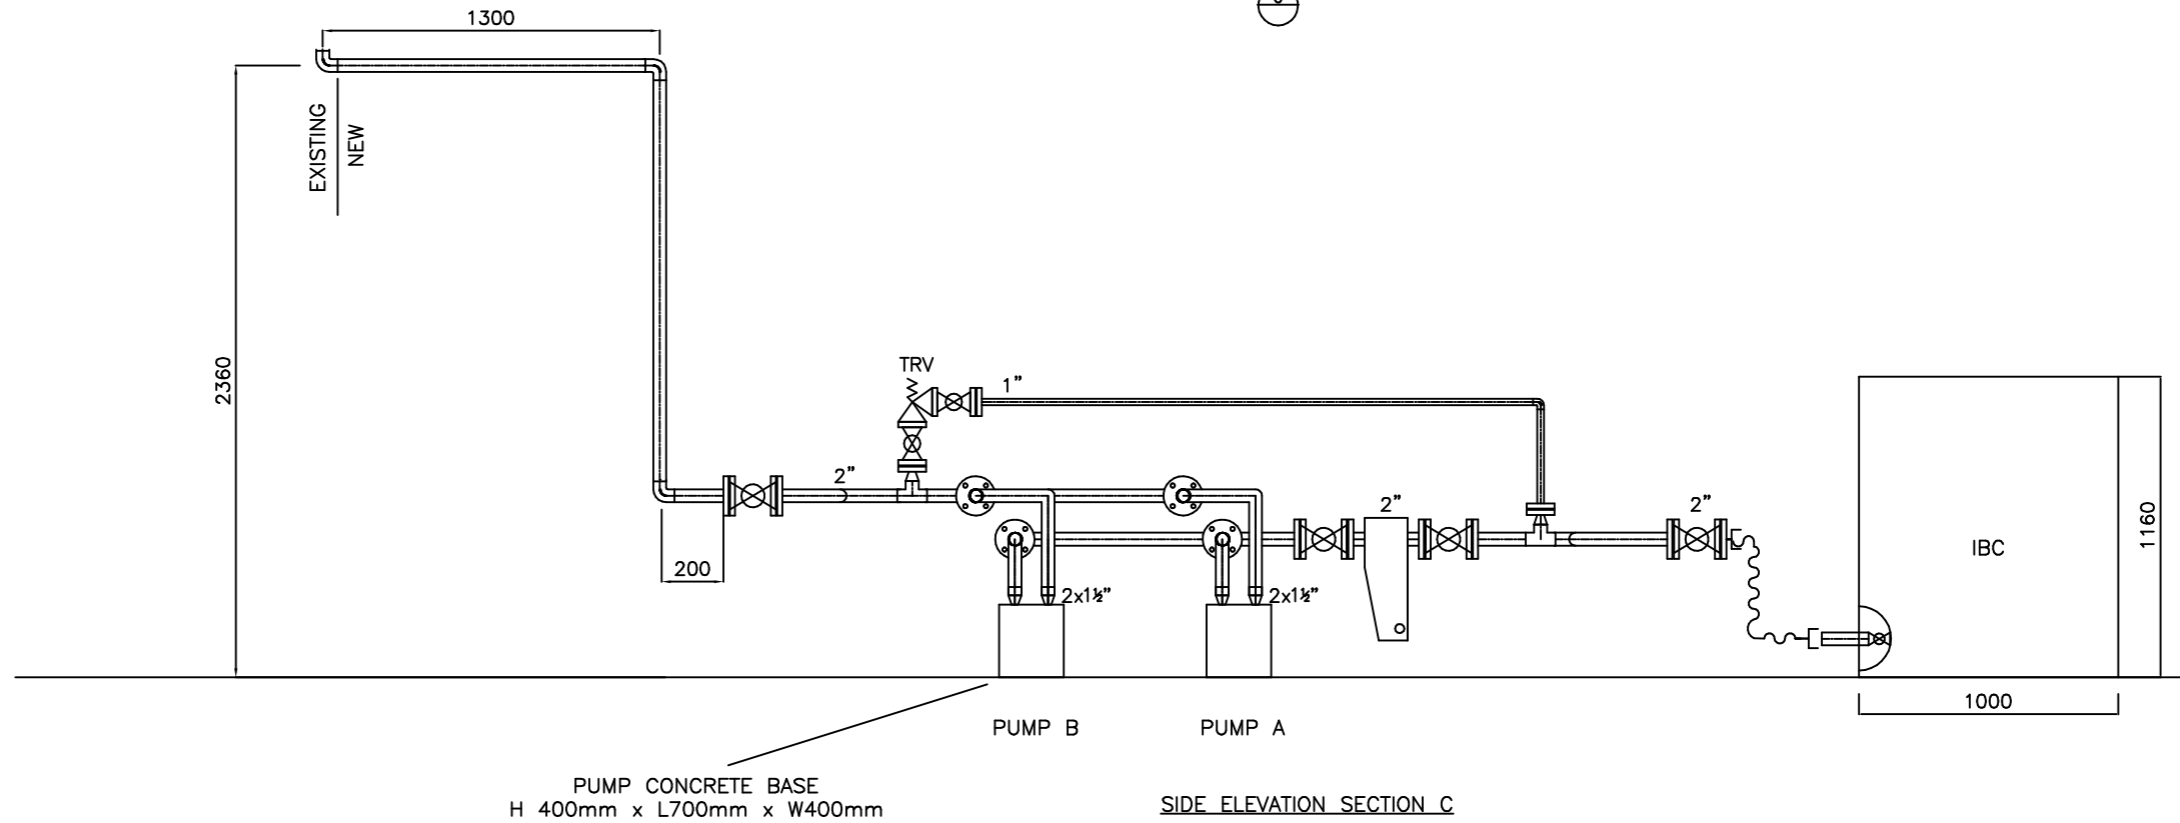 1300
EXISTING
NEW
2360
TRV
1"
2"
200
2"
2"
2x1½"
2x1½"
IBC
1160
1000
PUMP B
PUMP A
PUMP CONCRETE BASE
H 400mm x L700mm x W400mm
SIDE ELEVATION SECTION C